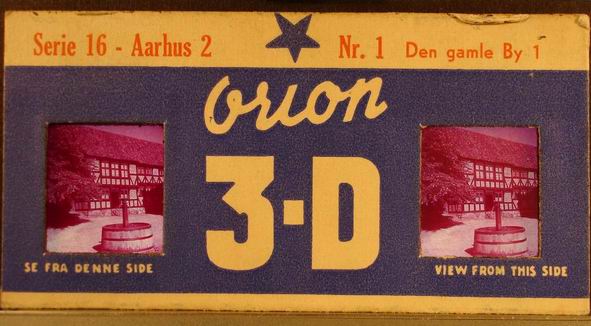 Serie 16 - Aarhus 2 Nr. 1 Den gamle By 1
Orion
3-D
SE FRA DENNE SIDE
VIEW FROM THIS SIDE